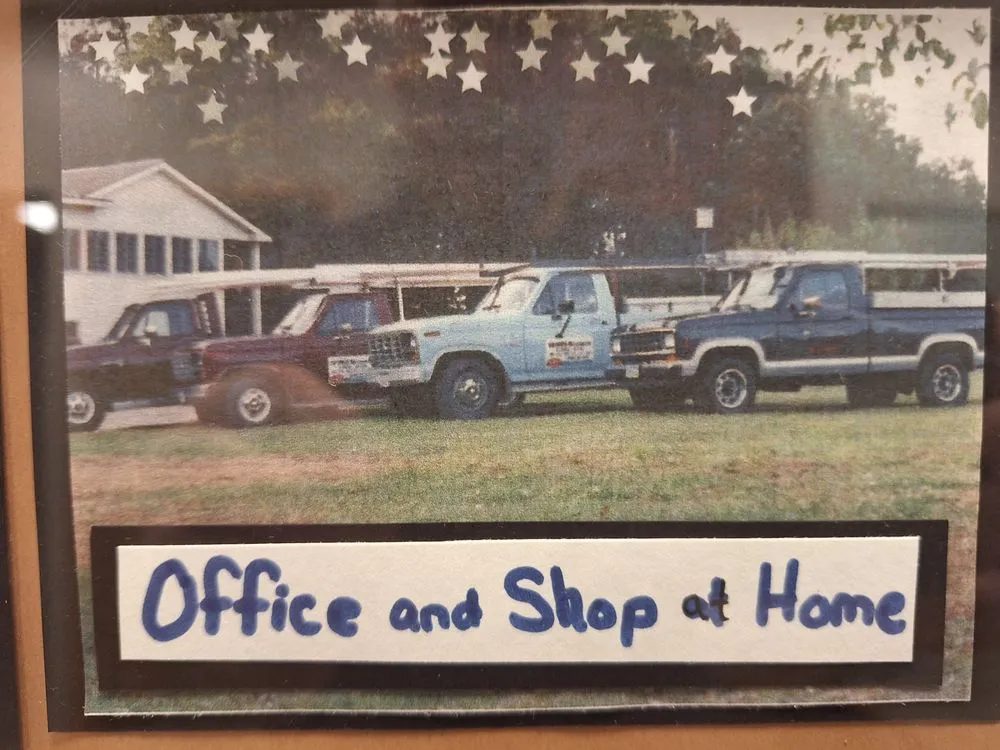 Office and Shop at Home